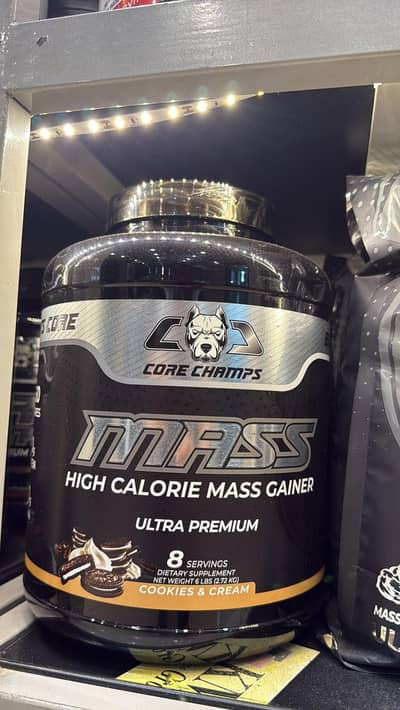 CORE
CORE CHAMPS
MASS
HIGH CALORIE MASS GAINER
ULTRA PREMIUM
8 SERVINGS
DIETARY SUPPLEMENT
NET WEIGHT 6 LBS (2.72 KG)
COOKIES & CREAM
MASS